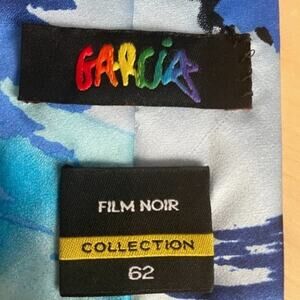 GARCIA
FILM NOIR
COLLECTION
62